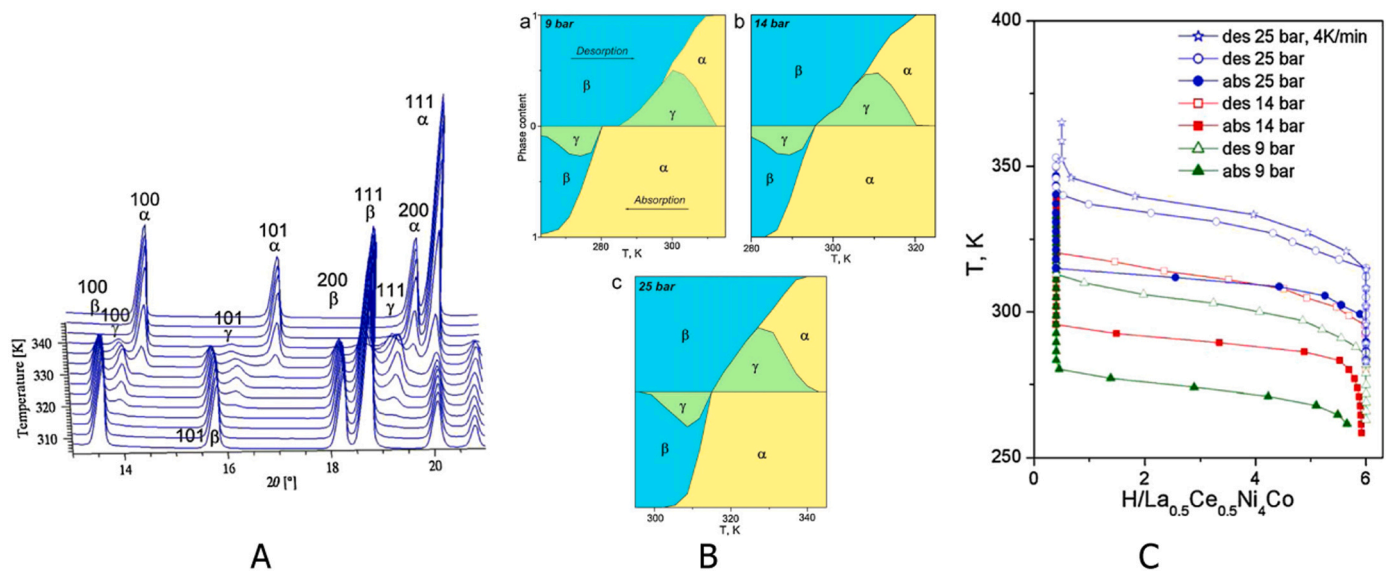 111
α
100
α
101
α
111
β
200
α
200
β
111
γ
100
β
100
γ
101
γ
101 β
Temperature [K]
340
330
320
310
14
16
18
20
2θ [°]
A
a
9 bar
Desorption
α
β
γ
Phase content
1
0
1
γ
β
α
Absorption
280
300
T, K
b
14 bar
α
β
γ
γ
β
α
280
300
320
T, K
c
25 bar
β
α
γ
γ
β
α
300
320
340
T, K
B
400
350
300
250
T, K
des 25 bar, 4K/min
des 25 bar
abs 25 bar
des 14 bar
abs 14 bar
des 9 bar
abs 9 bar
0
2
4
6
H/La0.5Ce0.5Ni4Co
C